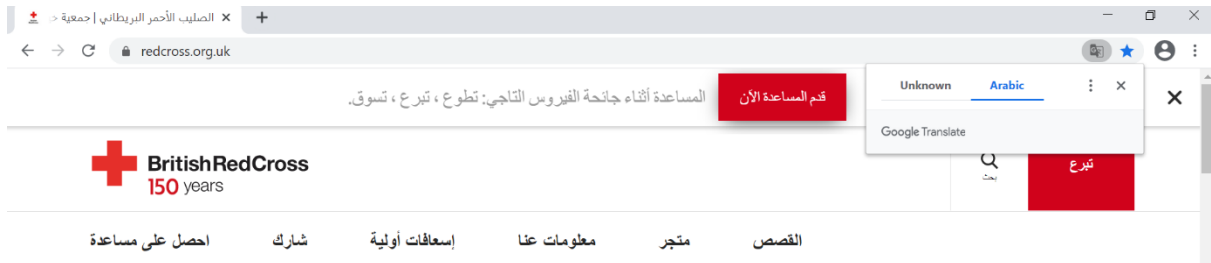 الصليب الأحمر البريطاني | جمعية خ
redcross.org.uk
المساعدة أثناء جائحة الفيروس التاجي: تطوع ، تبرع ، تسوق.
قدم المساعدة الآن
Unknown Arabic
Google Translate
BritishRedCross
150 years
بحث
تبرع
احصل على مساعدة شارك إسعافات أولية معلومات عنا متجر القصص